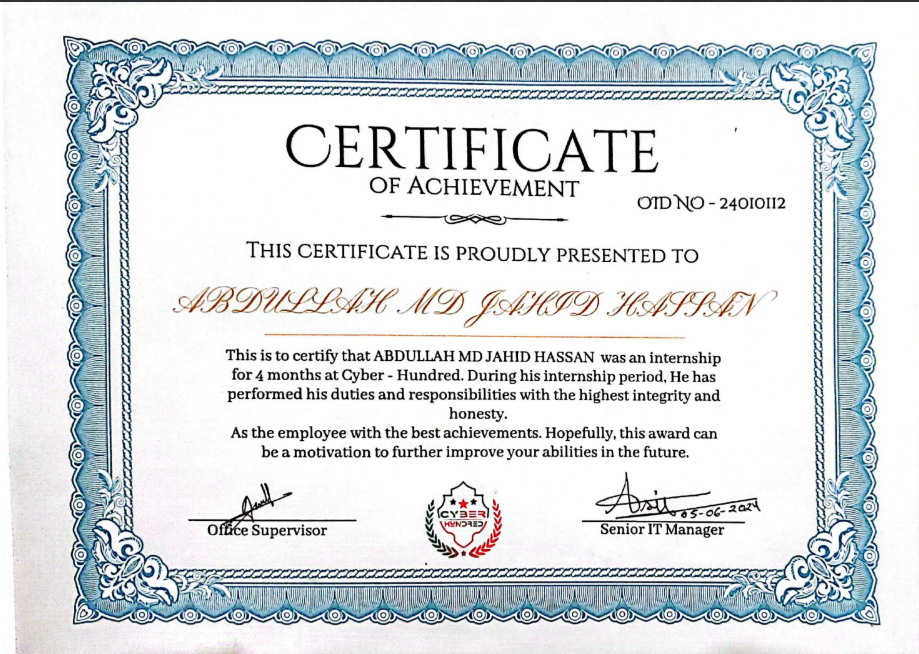 CERTIFICATE
OF ACHIEVEMENT
OTD NO - 24010112
THIS CERTIFICATE IS PROUDLY PRESENTED TO
ABDULLAH MD JAHID HASSAN
This is to certify that ABDULLAH MD JAHID HASSAN was an internship
for 4 months at Cyber - Hundred. During his internship period, He has
performed his duties and responsibilities with the highest integrity and
honesty.
As the employee with the best achievements. Hopefully, this award can
be a motivation to further improve your abilities in the future.
05-06-2024
Office Supervisor
CYBER
HUNDRED
Senior IT Manager